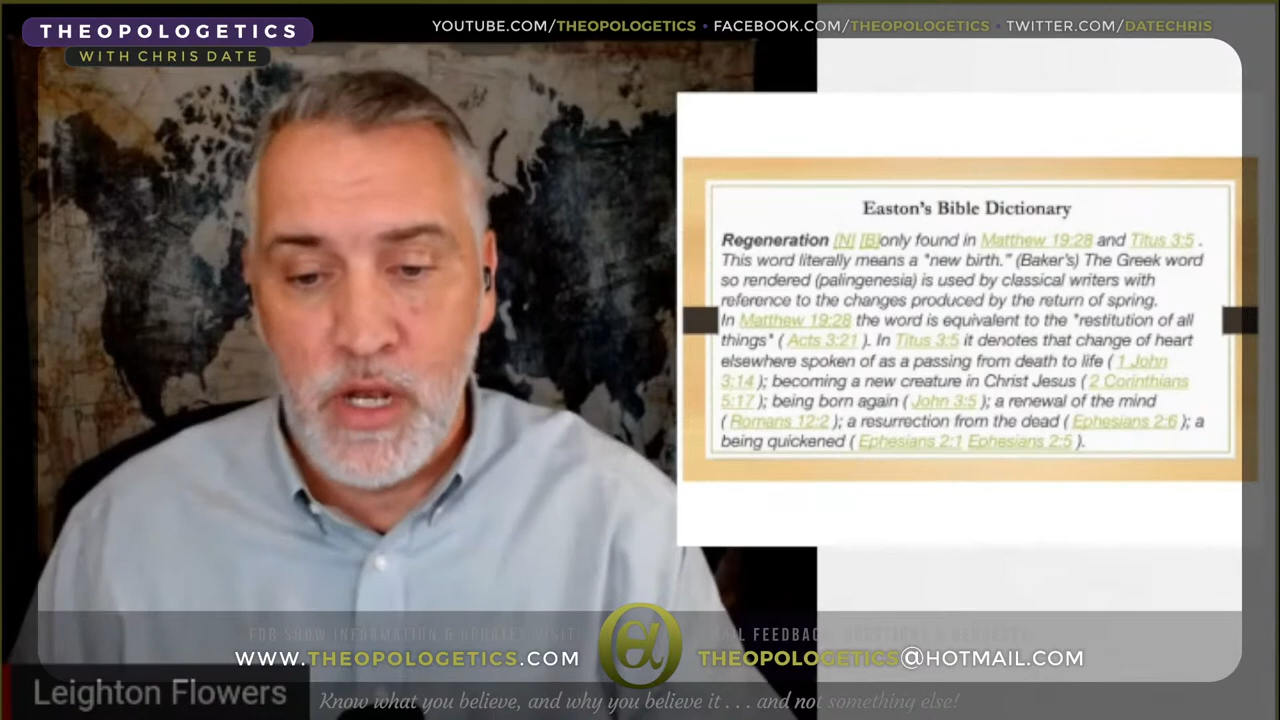 THEOPOLOGETICS
WITH CHRIS DATE
YOUTUBE.COM/THEOPOLOGETICS • FACEBOOK.COM/THEOPOLOGETICS • TWITTER.COM/DATECHRIS
Easton's Bible Dictionary
Regeneration [N] [B]only found in Matthew 19:28 and Titus 3:5 .
This word literally means a "new birth." (Baker's) The Greek word
so rendered (palingenesia) is used by classical writers with
reference to the changes produced by the return of spring.
In Matthew 19:28 the word is equivalent to the "restitution of all
things" ( Acts 3:21 ). In Titus 3:5 it denotes that change of heart
elsewhere spoken of as a passing from death to life ( 1 John
3:14 ); becoming a new creature in Christ Jesus ( 2 Corinthians
5:17 ); being born again ( John 3:5 ); a renewal of the mind
( Romans 12:2 ); a resurrection from the dead ( Ephesians 2:6 ); a
being quickened ( Ephesians 2:1 Ephesians 2:5 ).
FOR SHOW INFORMATION & UPDATES VISIT
FEEDBACK
WWW.THEOPOLOGETICS.COM
THEOPOLOGETICS@HOTMAIL.COM
Leighton Flowers
Know what you believe, and why you believe it . . . and not something else!